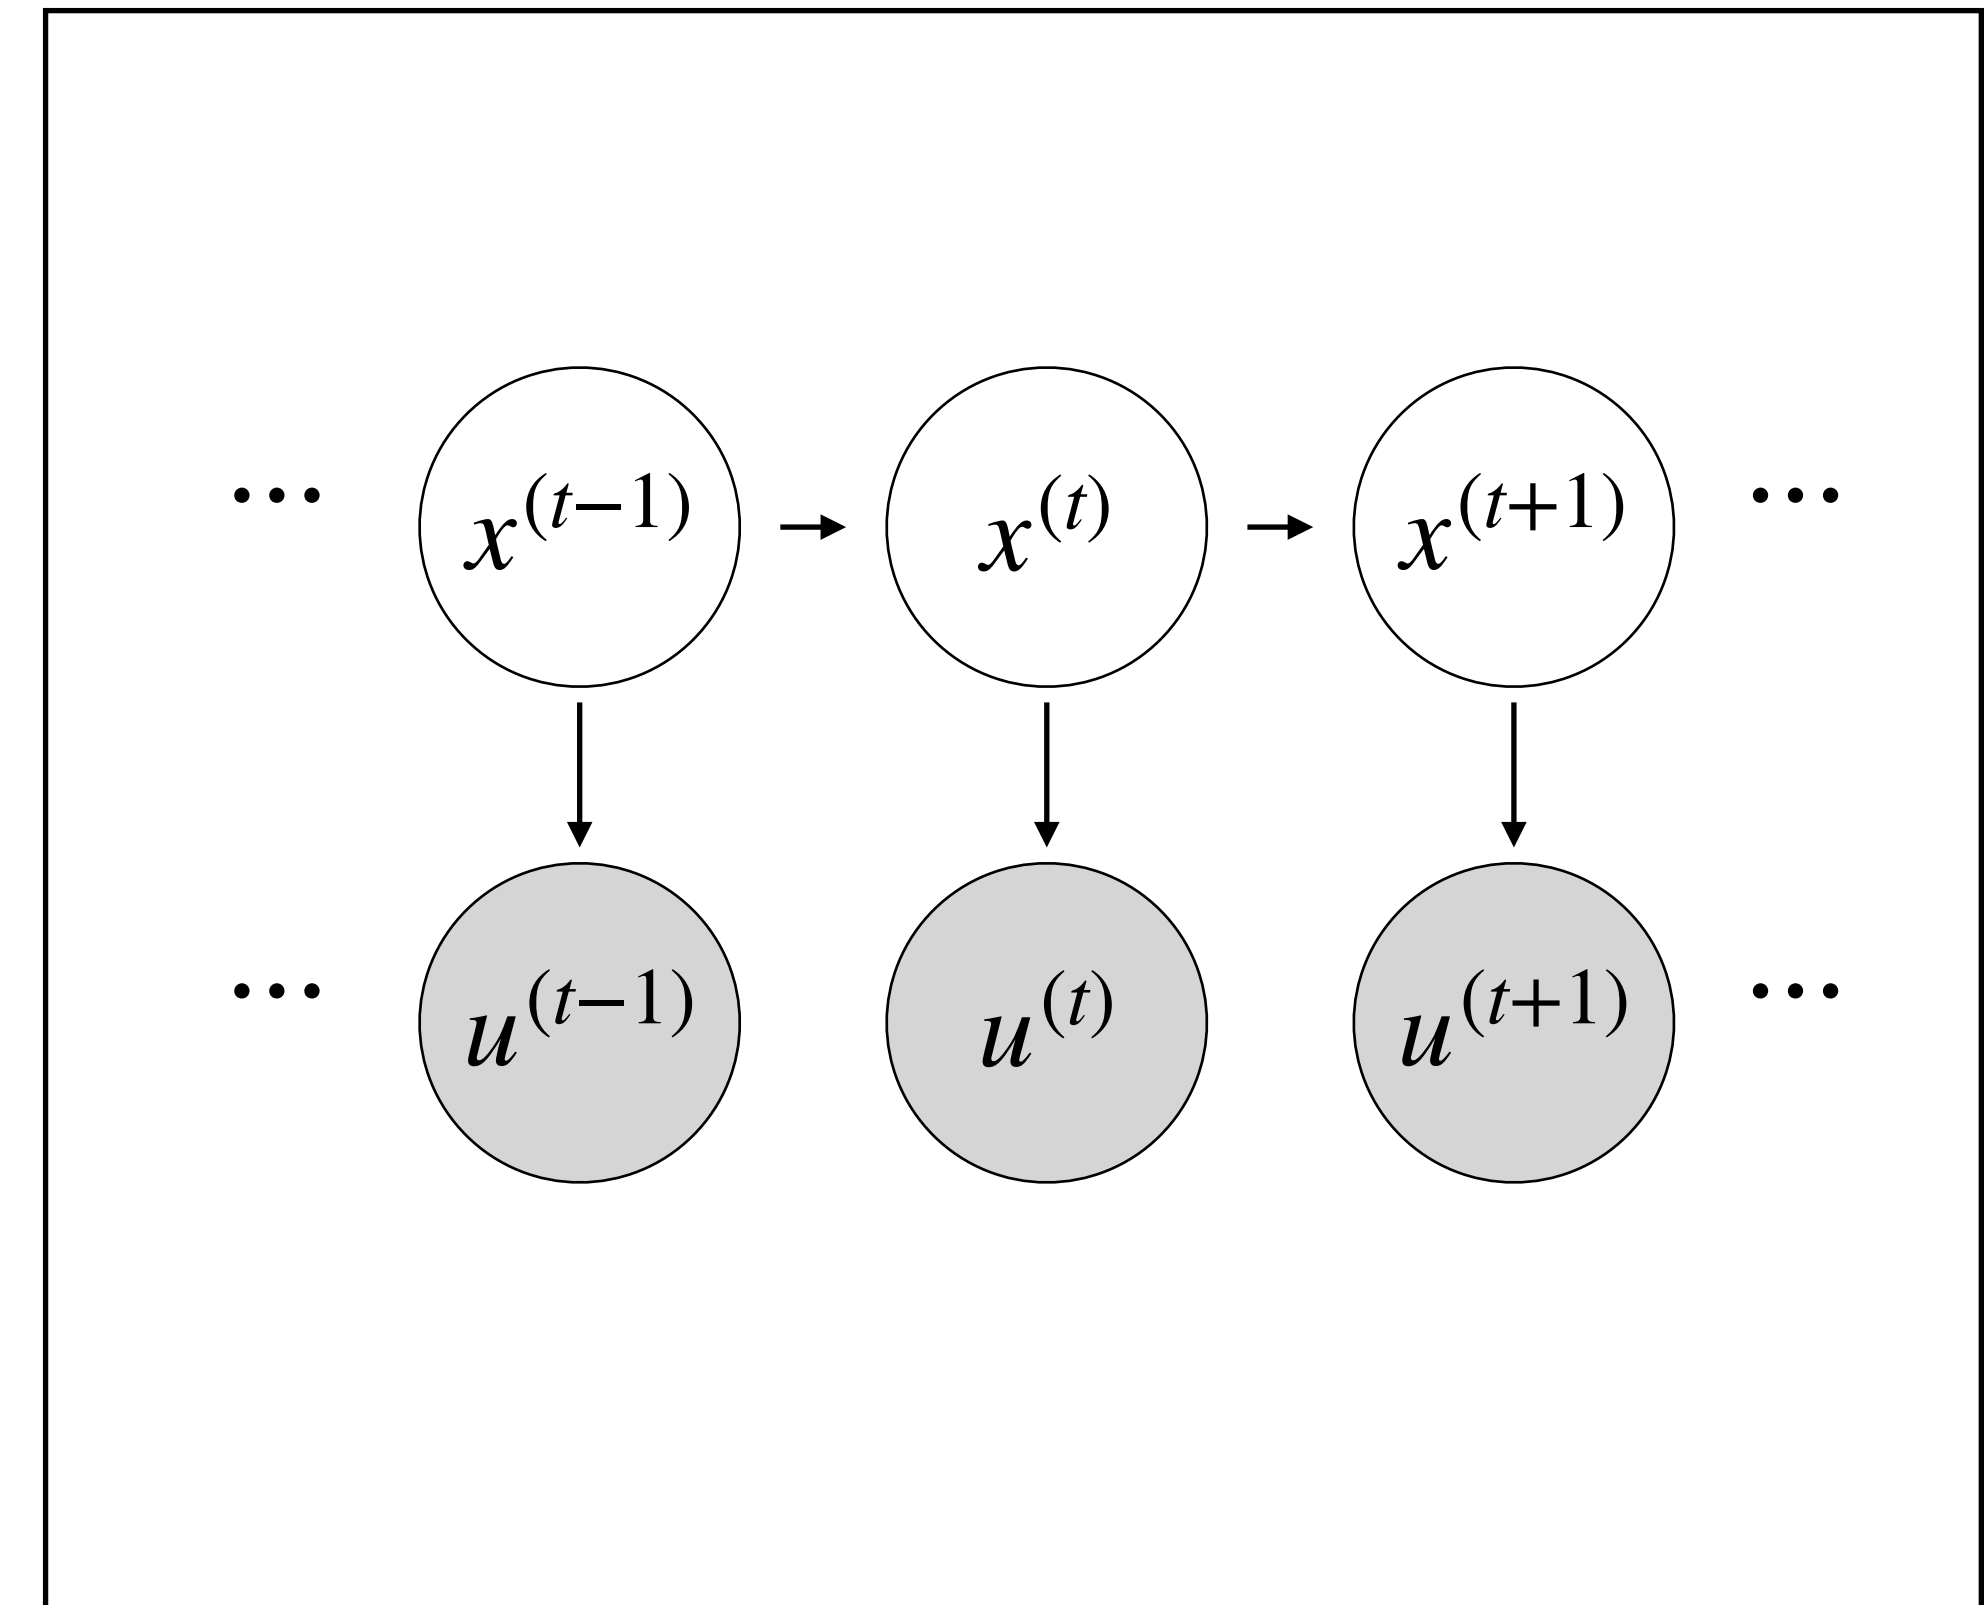 … x^{(t−1)} x^{(t)} x^{(t+1)} …
… u^{(t−1)} u^{(t)} u^{(t+1)} …